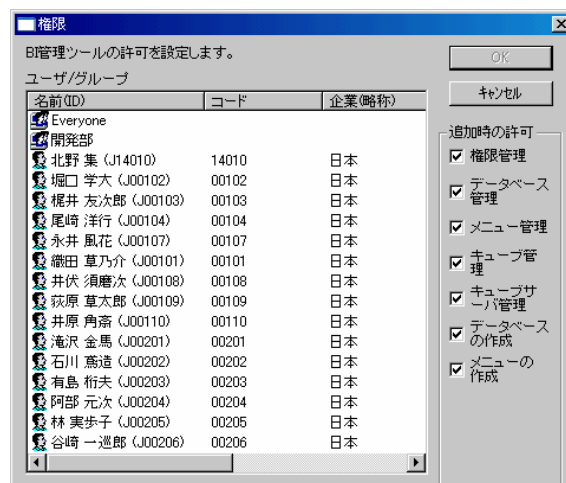 権限
BI管理ツールの許可を設定します。
ユーザ/グループ
名前(ID) コード 企業(略称)
Everyone
開発部
北野 集 (J14010) 14010 日本
堀口 学大 (J00102) 00102 日本
梶井 友次郎 (J00103) 00103 日本
尾崎 洋行 (J00104) 00104 日本
永井 風花 (J00107) 00107 日本
織田 草乃介 (J00101) 00101 日本
井伏 須磨次 (J00108) 00108 日本
荻原 草太郎 (J00109) 00109 日本
井原 角斎 (J00110) 00110 日本
滝沢 金馬 (J00201) 00201 日本
石川 蔦造 (J00202) 00202 日本
有島 桁夫 (J00203) 00203 日本
阿部 元次 (J00204) 00204 日本
林 実歩子 (J00205) 00205 日本
谷崎 一巡郎 (J00206) 00206 日本
OK
キャンセル
追加時の許可
権限管理
データベース
管理
メニュー管理
キューブ管
理
キューブサ
ーバ管理
データベース
の作成
メニューの
作成